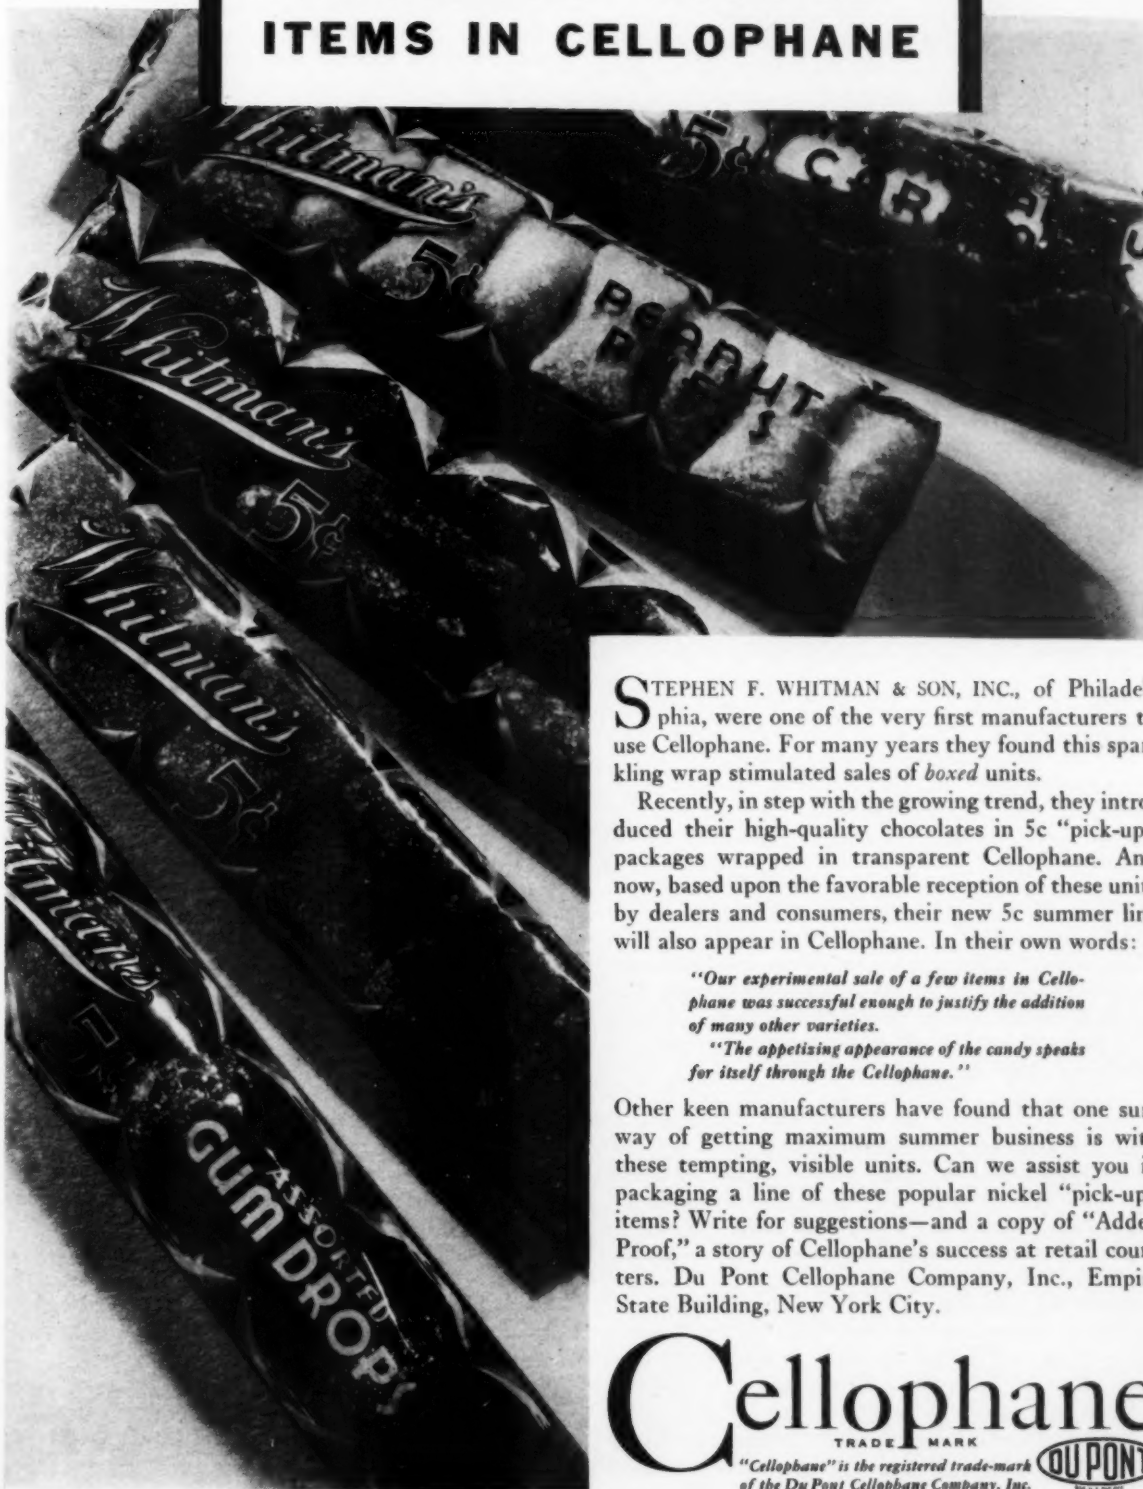 ITEMS IN CELLOPHANE
5¢ CAR
Whitman's
5¢
PEANUT
Whitman's
5¢
Whitman's
5¢
Whitman's
5¢
ASSORTED
GUM DROPS
STEPHEN F. WHITMAN & SON, INC., of Philade
phia, were one of the very first manufacturers t
use Cellophane. For many years they found this spar
kling wrap stimulated sales of boxed units.
Recently, in step with the growing trend, they intro
duced their high-quality chocolates in 5c “pick-up
packages wrapped in transparent Cellophane. An
now, based upon the favorable reception of these unit
by dealers and consumers, their new 5c summer lin
will also appear in Cellophane. In their own words:
“Our experimental sale of a few items in Cello-
phane was successful enough to justify the addition
of many other varieties.
“The appetizing appearance of the candy speaks
for itself through the Cellophane.”
Other keen manufacturers have found that one sur
way of getting maximum summer business is wit
these tempting, visible units. Can we assist you i
packaging a line of these popular nickel “pick-up
items? Write for suggestions—and a copy of “Adde
Proof,” a story of Cellophane's success at retail coun
ters. Du Pont Cellophane Company, Inc., Empi
State Building, New York City.
Cellophane
TRADE MARK
“Cellophane” is the registered trade-mark
of the Du Pont Cellophane Company, Inc.
DU PONT